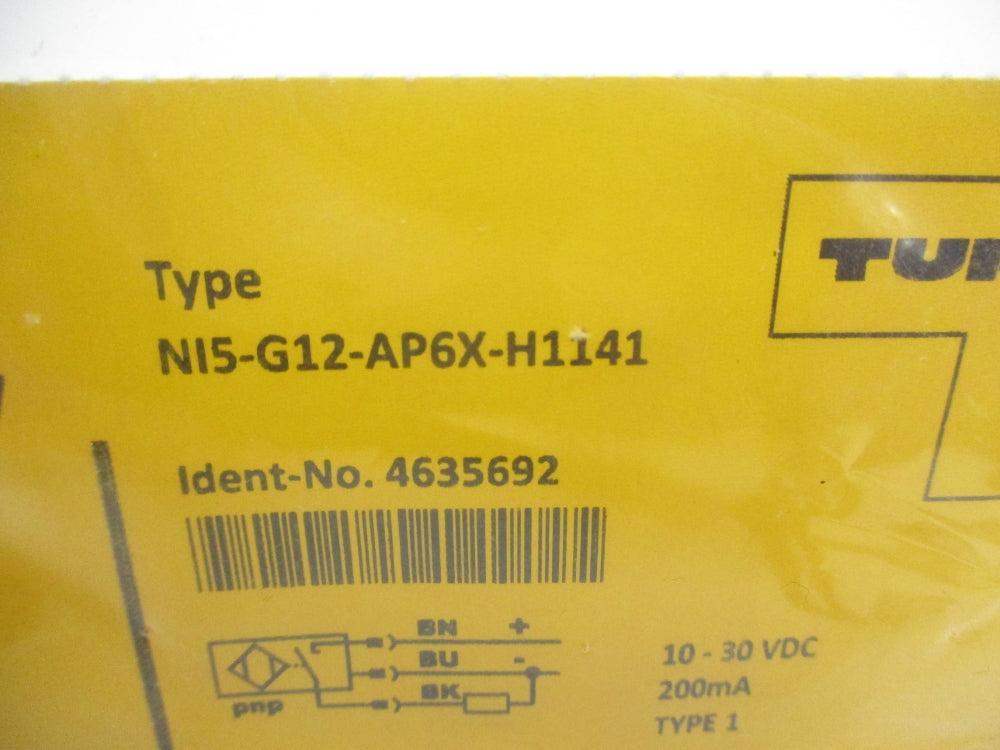 Type
NI5-G12-AP6X-H1141
Ident-No. 4635692
BN +
BU -
BK
pnp
10 - 30 VDC
200mA
TYPE 1